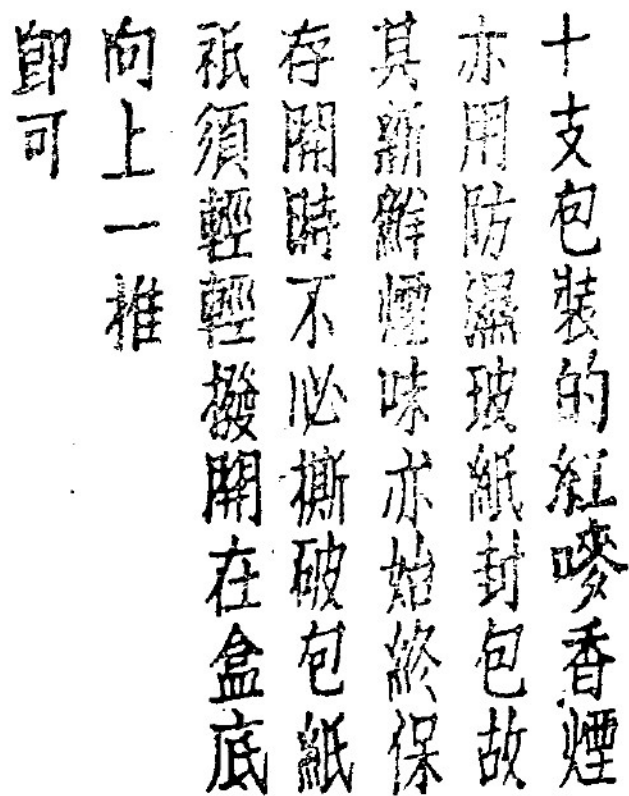 十支包裝的紅嘜香煙
亦用防濕玻紙封包故
其新鮮煙味亦始終保
存開時不必撕破包紙
祇須輕輕撥開在盒底
向上一推
即可